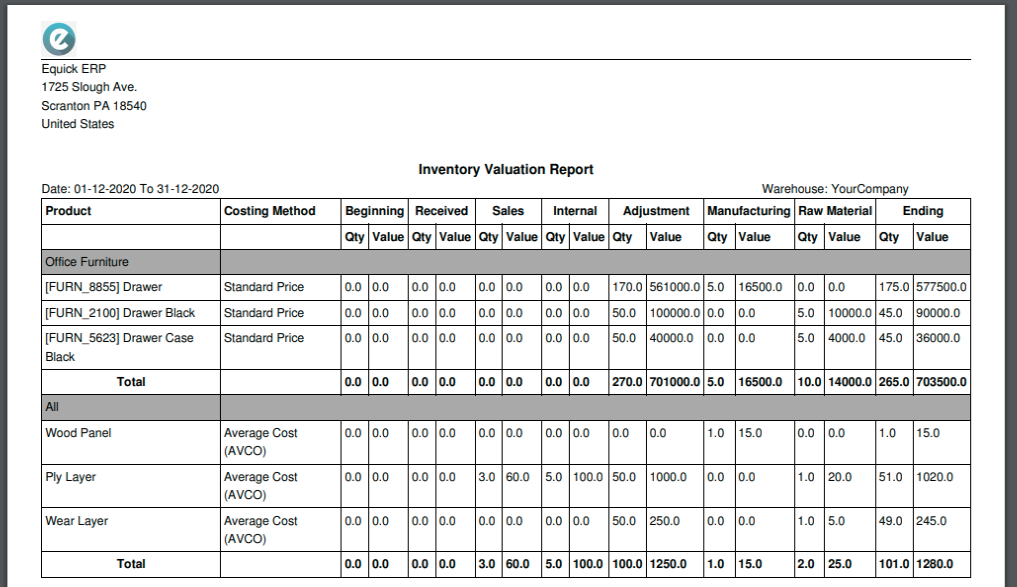 Equick ERP
1725 Slough Ave.
Scranton PA 18540
United States
Inventory Valuation Report
Date: 01-12-2020 To 31-12-2020 Warehouse: YourCompany
Product Costing Method Beginning Received Sales Internal Adjustment Manufacturing Raw Material Ending
Qty Value Qty Value Qty Value Qty Value Qty Value Qty Value Qty Value Qty Value
Office Furniture
[FURN_8855] Drawer Standard Price 0.0 0.0 0.0 0.0 0.0 0.0 0.0 0.0 170.0 561000.0 5.0 16500.0 0.0 0.0 175.0 577500.0
[FURN_2100] Drawer Black Standard Price 0.0 0.0 0.0 0.0 0.0 0.0 0.0 0.0 50.0 100000.0 0.0 0.0 5.0 10000.0 45.0 90000.0
[FURN_5623] Drawer Case Standard Price 0.0 0.0 0.0 0.0 0.0 0.0 0.0 0.0 50.0 40000.0 0.0 0.0 5.0 4000.0 45.0 36000.0
Black
Total 0.0 0.0 0.0 0.0 0.0 0.0 0.0 0.0 270.0 701000.0 5.0 16500.0 10.0 14000.0 265.0 703500.0
All
Wood Panel Average Cost 0.0 0.0 0.0 0.0 0.0 0.0 0.0 0.0 0.0 0.0 1.0 15.0 0.0 0.0 1.0 15.0
(AVCO)
Ply Layer Average Cost 0.0 0.0 0.0 0.0 3.0 60.0 5.0 100.0 50.0 1000.0 0.0 0.0 1.0 20.0 51.0 1020.0
(AVCO)
Wear Layer Average Cost 0.0 0.0 0.0 0.0 0.0 0.0 0.0 0.0 50.0 250.0 0.0 0.0 1.0 5.0 49.0 245.0
(AVCO)
Total 0.0 0.0 0.0 0.0 3.0 60.0 5.0 100.0 100.0 1250.0 1.0 15.0 2.0 25.0 101.0 1280.0